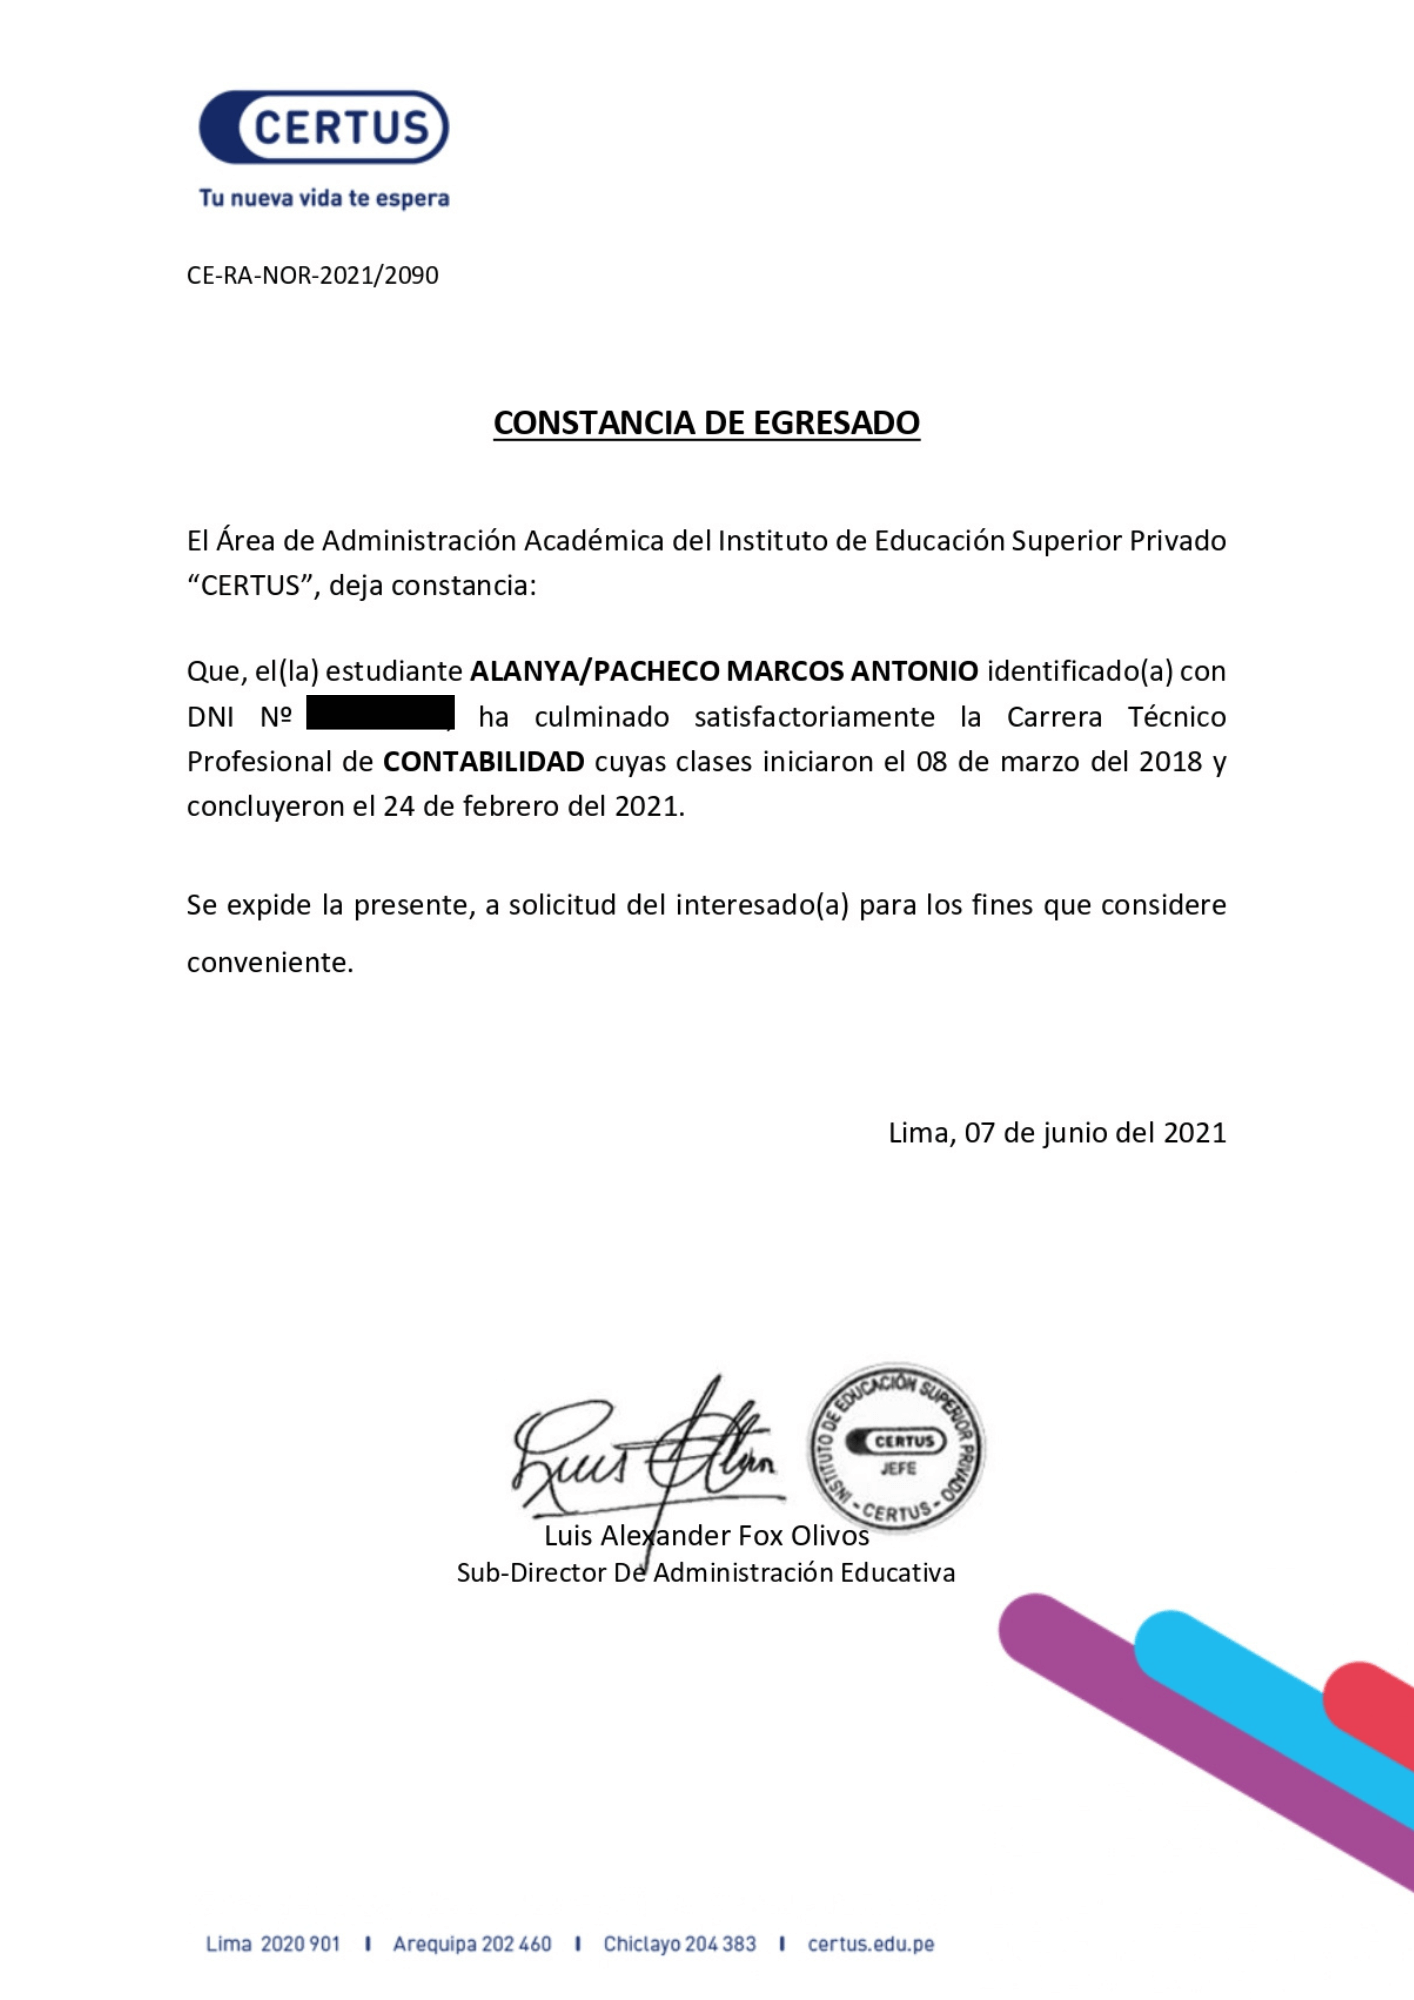 CERTUS
Tu nueva vida te espera
CE-RA-NOR-2021/2090
CONSTANCIA DE EGRESADO
El Área de Administración Académica del Instituto de Educación Superior Privado
“CERTUS”, deja constancia:
Que, el(la) estudiante ALANYA/PACHECO MARCOS ANTONIO identificado(a) con
DNI Nº ha culminado satisfactoriamente la Carrera Técnico
Profesional de CONTABILIDAD cuyas clases iniciaron el 08 de marzo del 2018 y
concluyeron el 24 de febrero del 2021.
Se expide la presente, a solicitud del interesado(a) para los fines que considere
conveniente.
Lima, 07 de junio del 2021
INSTITUTO DE EDUCACIÓN SUPERIOR PRIVADO
CERTUS
JEFE
- CERTUS -
Luis Alexander Fox Olivos
Sub-Director De Administración Educativa
Lima 2020 901 I Arequipa 202 460 I Chiclayo 204 383 I certus.edu.pe